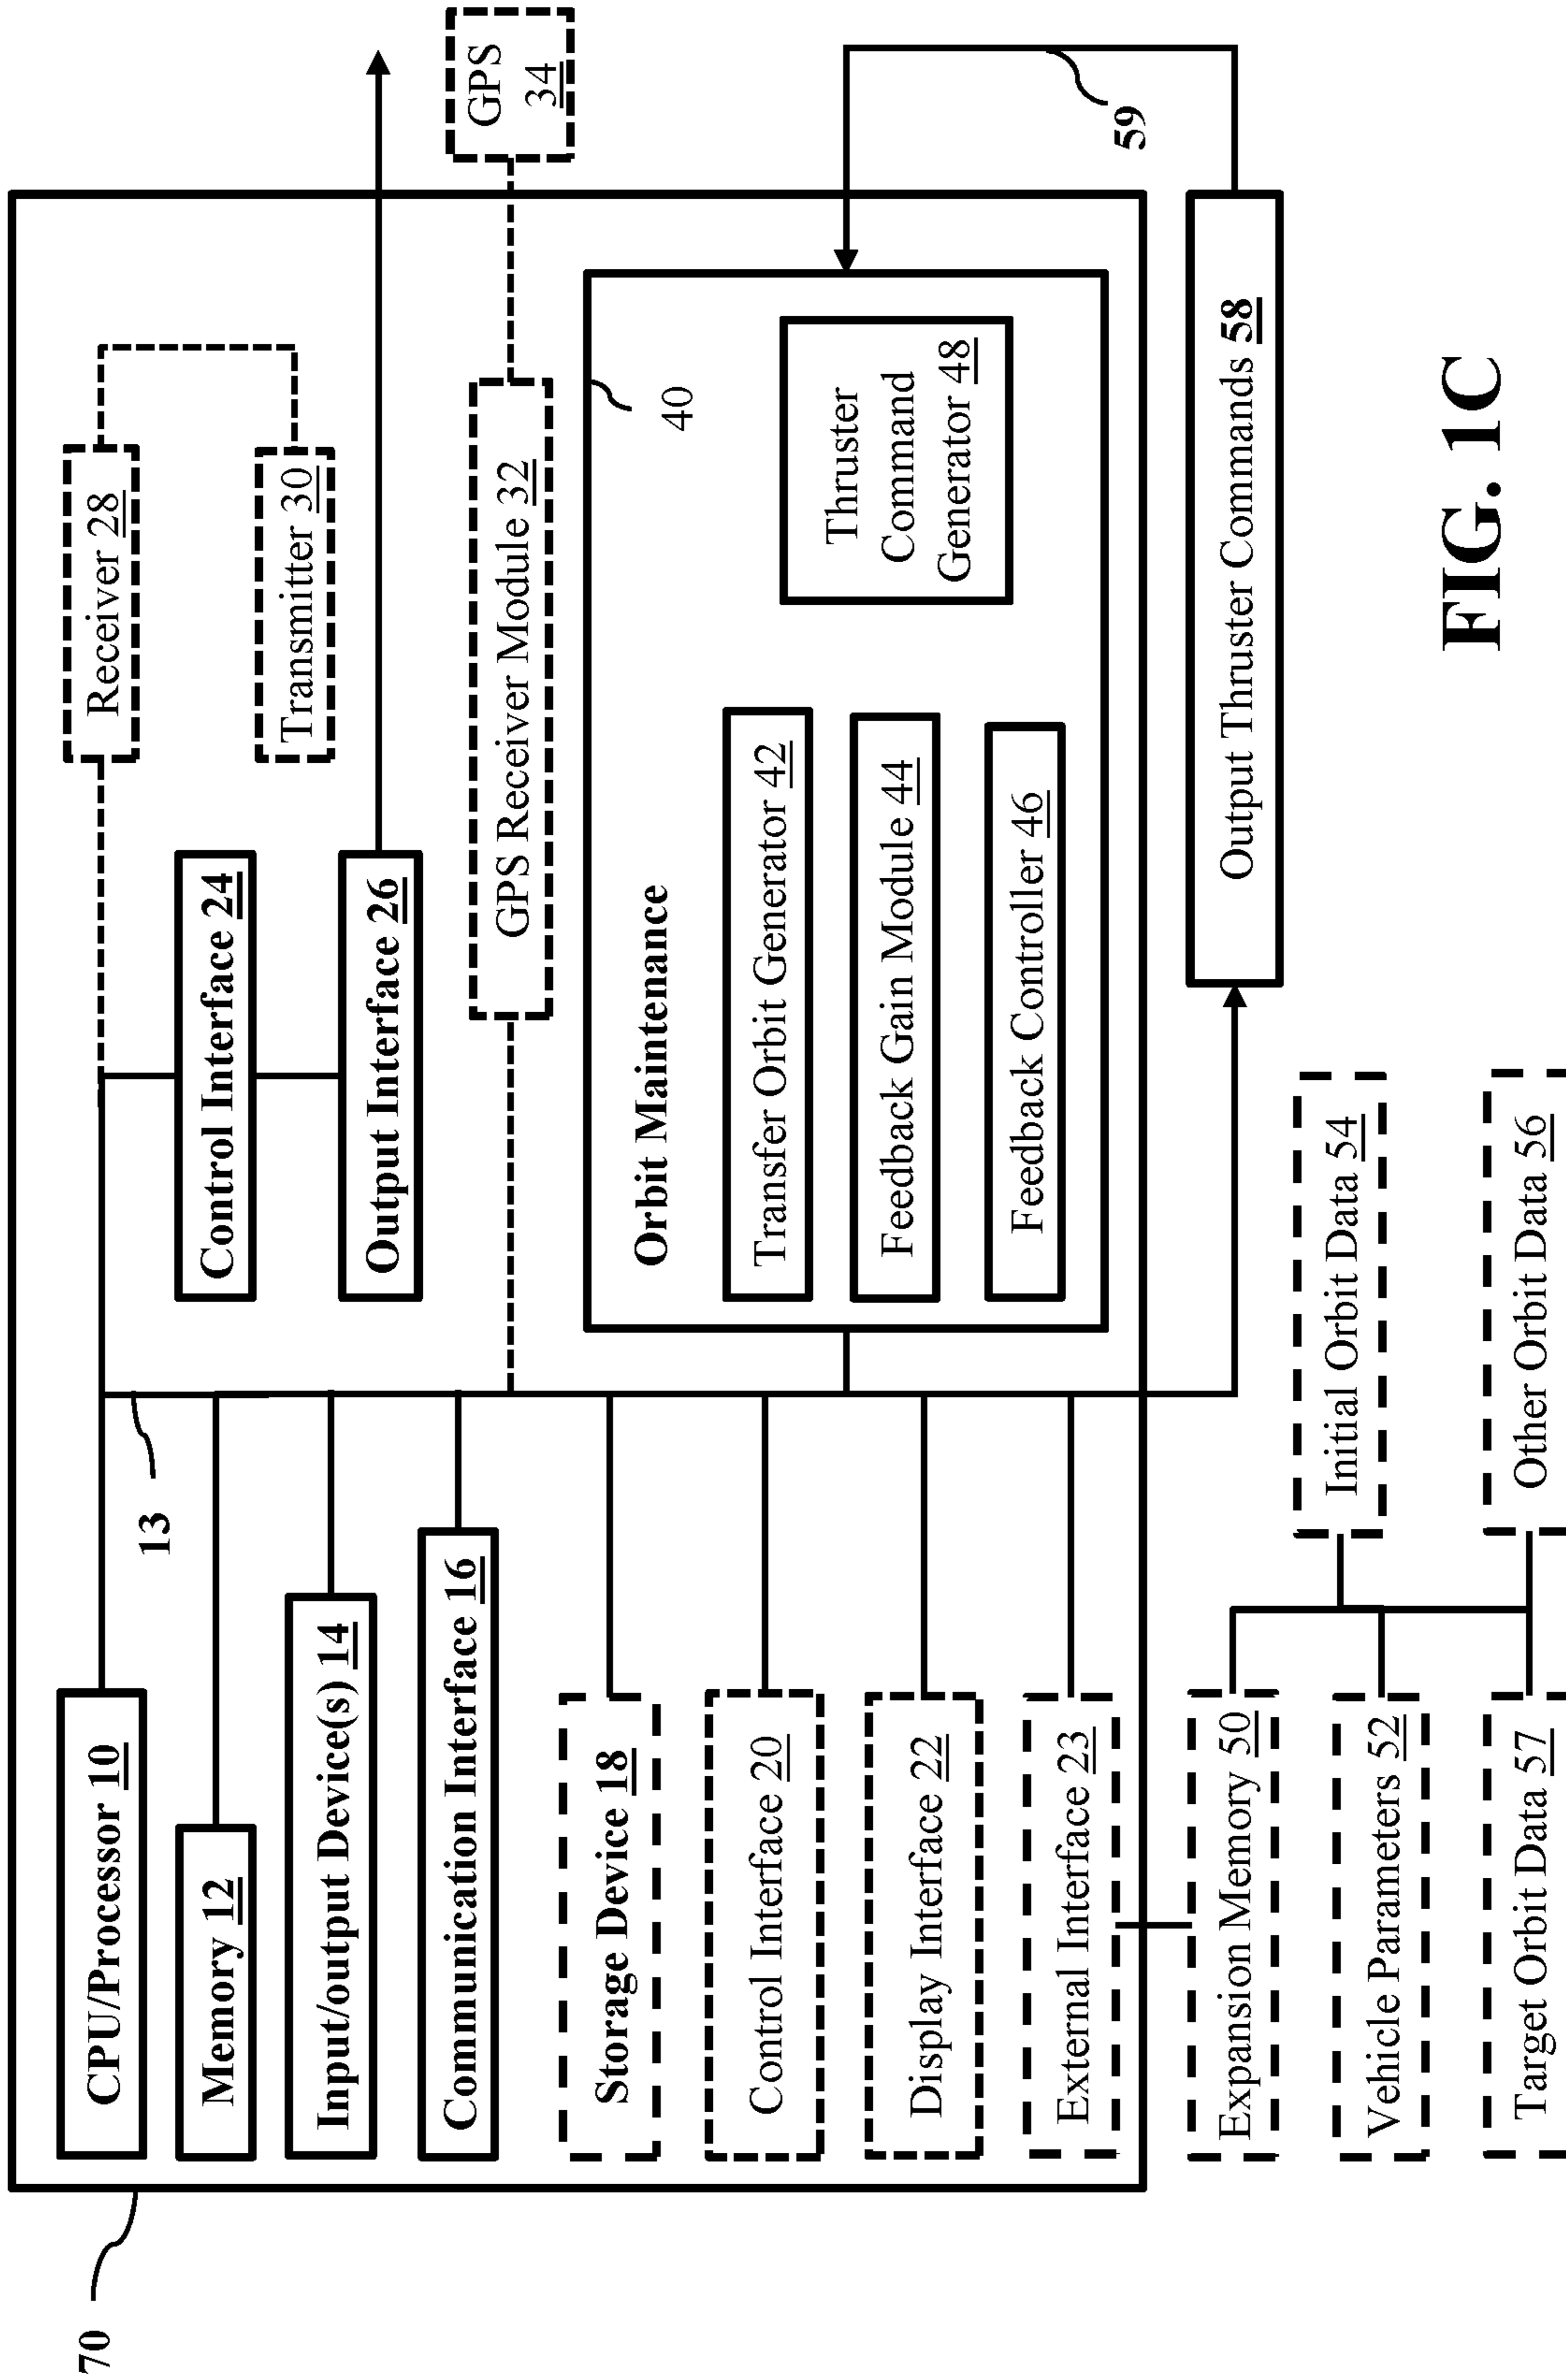 70
CPU/Processor 10
Memory 12
Input/output Device(s) 14
Communication Interface 16
Storage Device 18
Control Interface 20
Display Interface 22
External Interface 23
Expansion Memory 50
Vehicle Parameters 52
Target Orbit Data 57
13
Initial Orbit Data 54
Other Orbit Data 56
Control Interface 24
Output Interface 26
Receiver 28
Transmitter 30
GPS Receiver Module 32
GPS
34
40
Orbit Maintenance
Transfer Orbit Generator 42
Feedback Gain Module 44
Feedback Controller 46
Thruster
Command
Generator 48
Output Thruster Commands 58
59
FIG. 1C